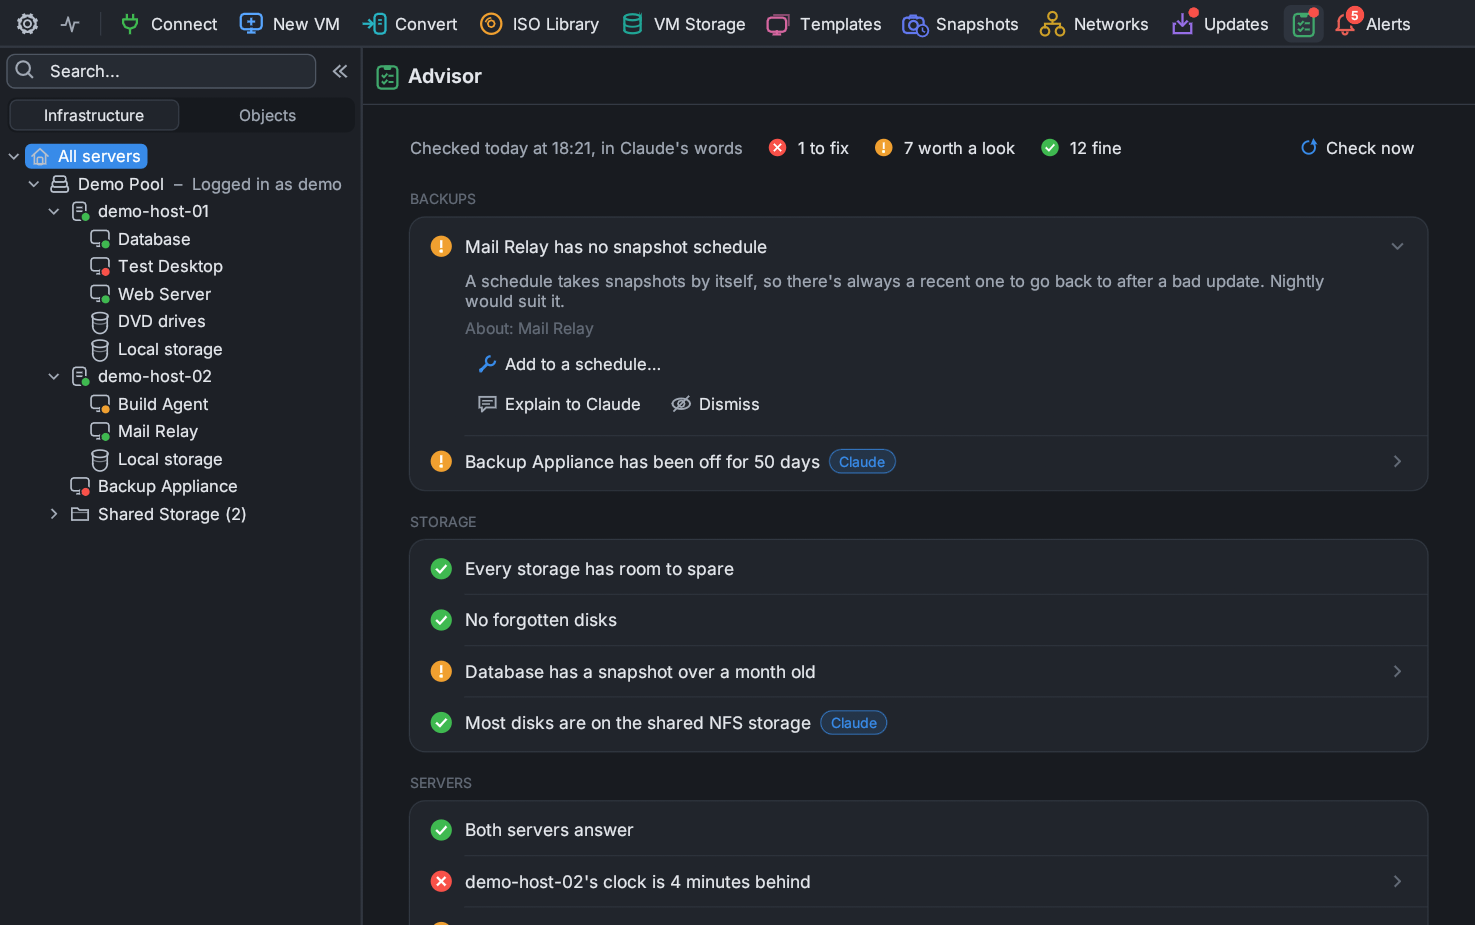 Connect
New VM
Convert
ISO Library
VM Storage
Templates
Snapshots
Networks
Updates
5
Alerts
Search...
Infrastructure
Objects
All servers
Demo Pool – Logged in as demo
demo-host-01
Database
Test Desktop
Web Server
DVD drives
Local storage
demo-host-02
Build Agent
Mail Relay
Local storage
Backup Appliance
Shared Storage (2)
Advisor
Checked today at 18:21, in Claude's words
1 to fix
7 worth a look
12 fine
Check now
BACKUPS
Mail Relay has no snapshot schedule
A schedule takes snapshots by itself, so there's always a recent one to go back to after a bad update. Nightly
would suit it.
About: Mail Relay
Add to a schedule...
Explain to Claude
Dismiss
Backup Appliance has been off for 50 days Claude
STORAGE
Every storage has room to spare
No forgotten disks
Database has a snapshot over a month old
Most disks are on the shared NFS storage Claude
SERVERS
Both servers answer
demo-host-02's clock is 4 minutes behind